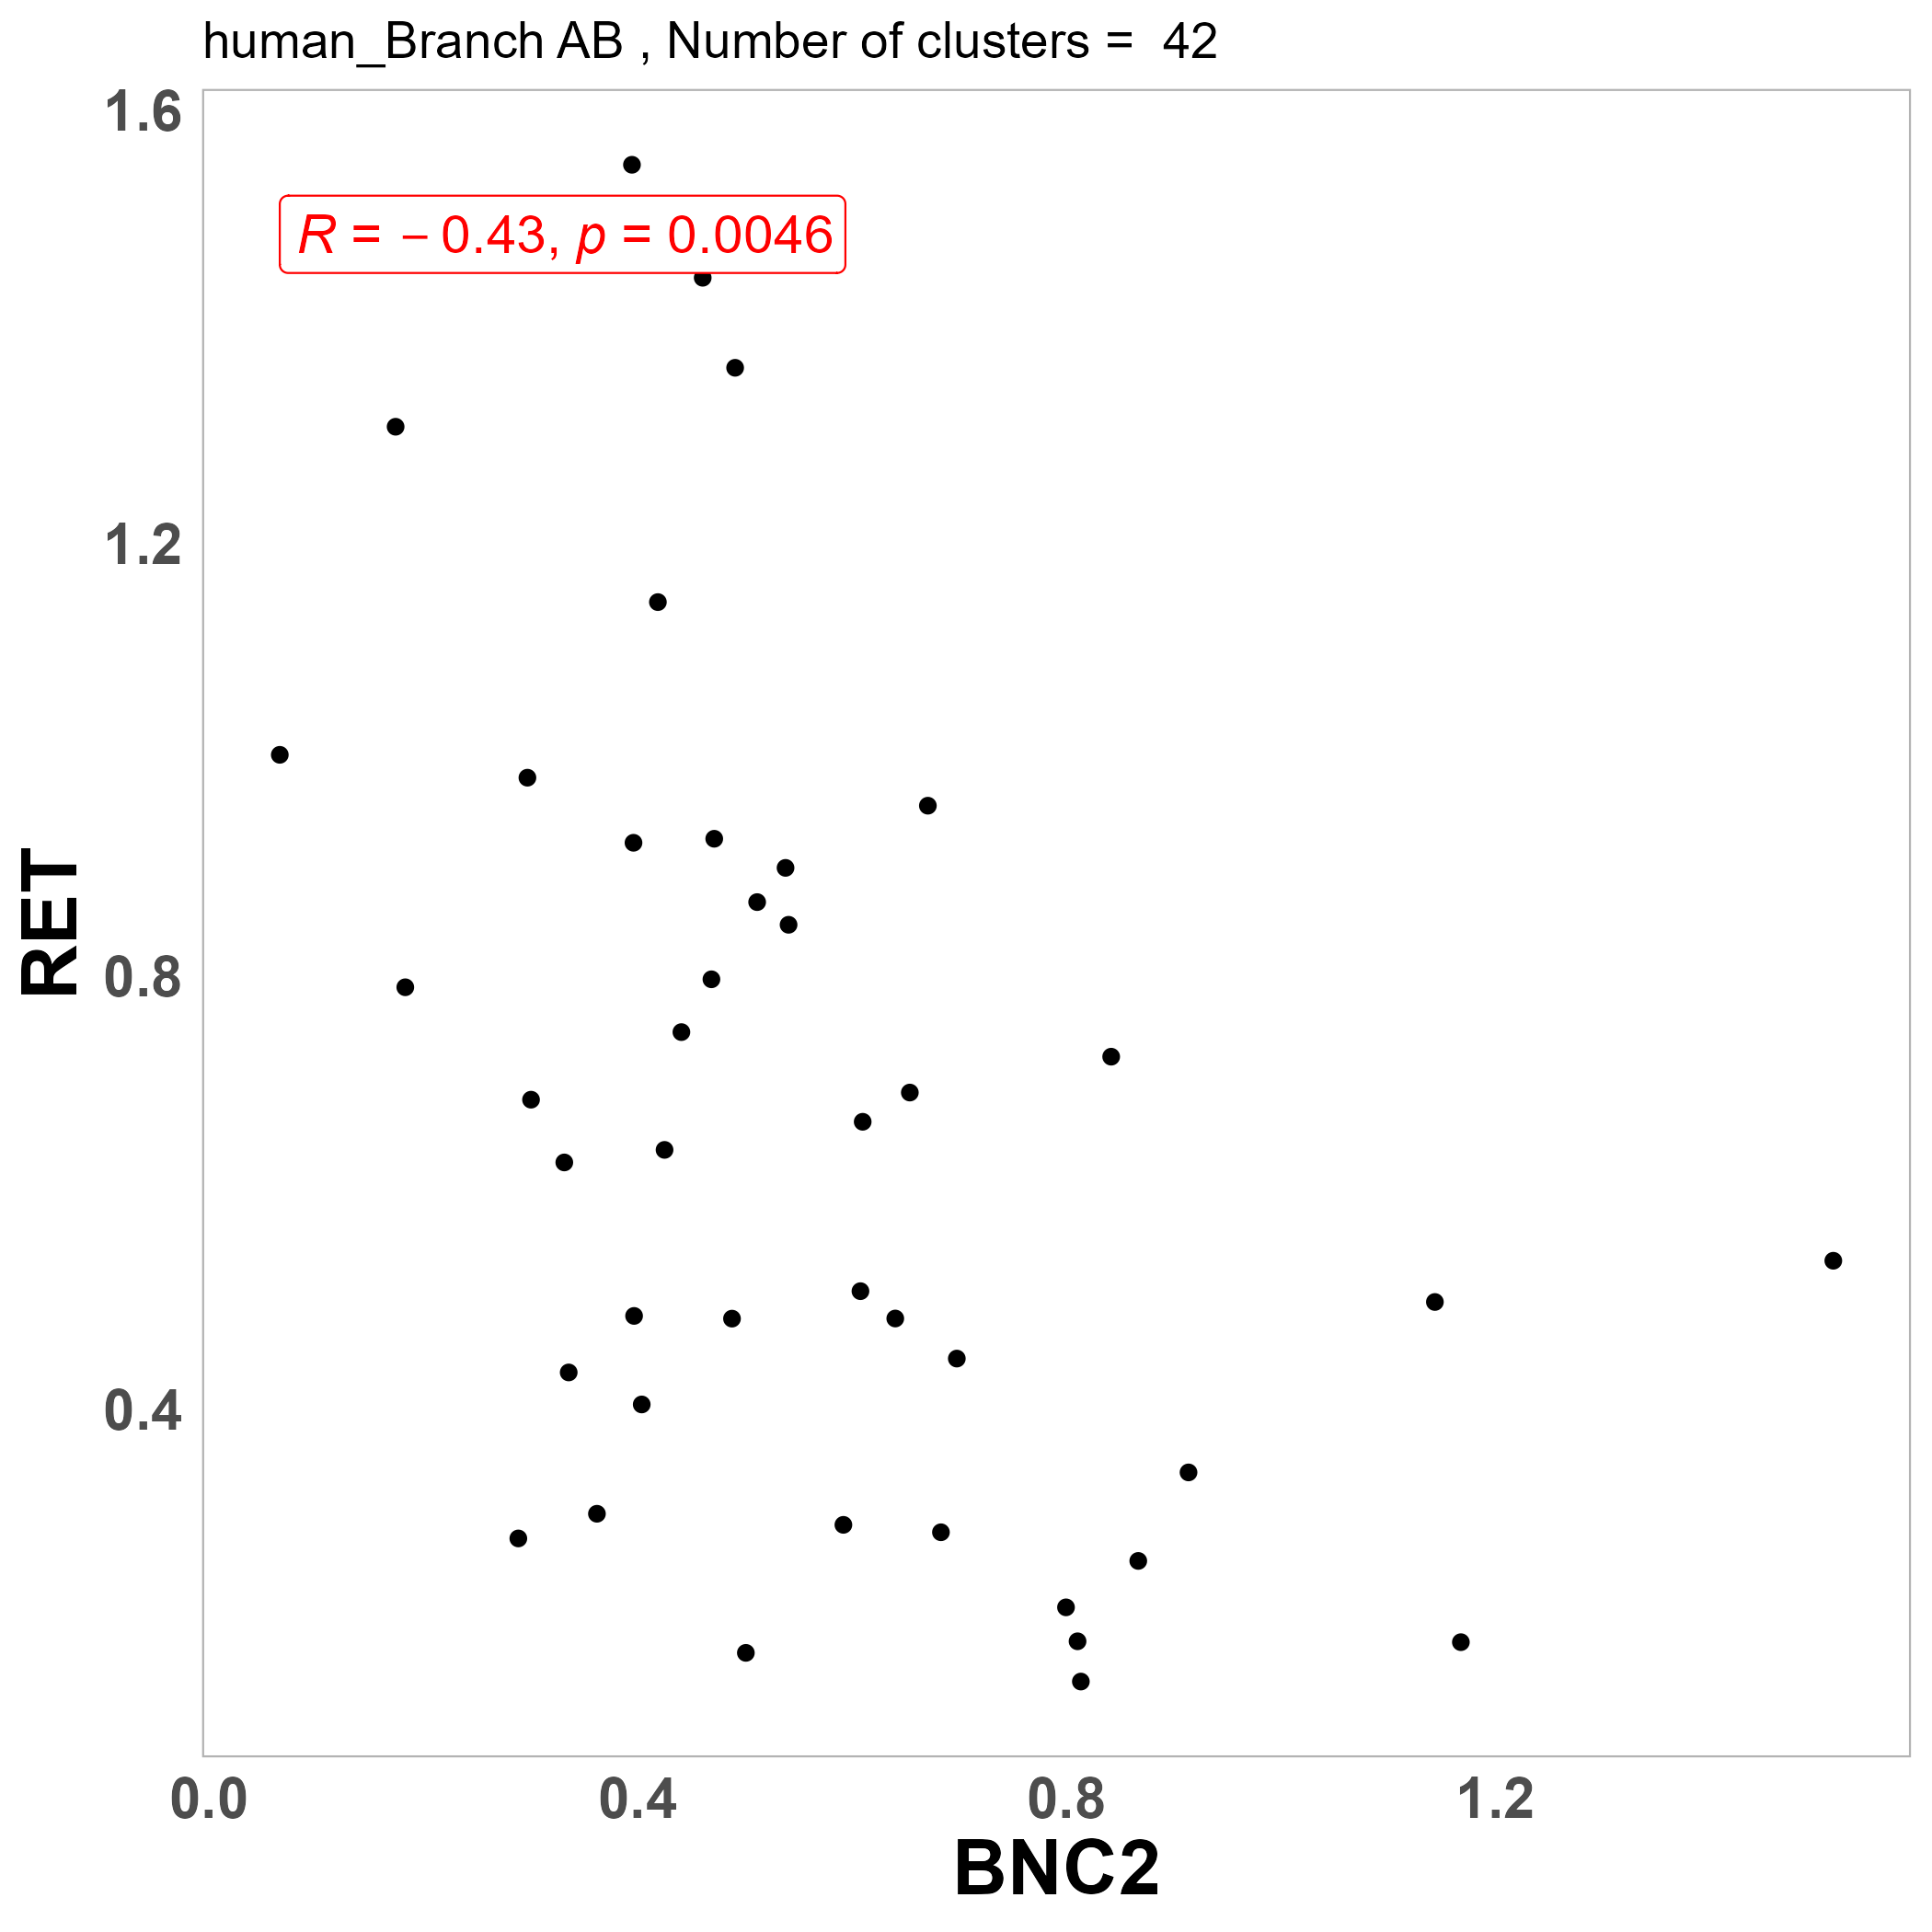 human_Branch AB , Number of clusters =  42
1.6
R = − 0.43, p = 0.0046
1.2
0.8
RET
0.4
0.0 0.4 0.8 1.2
BNC2